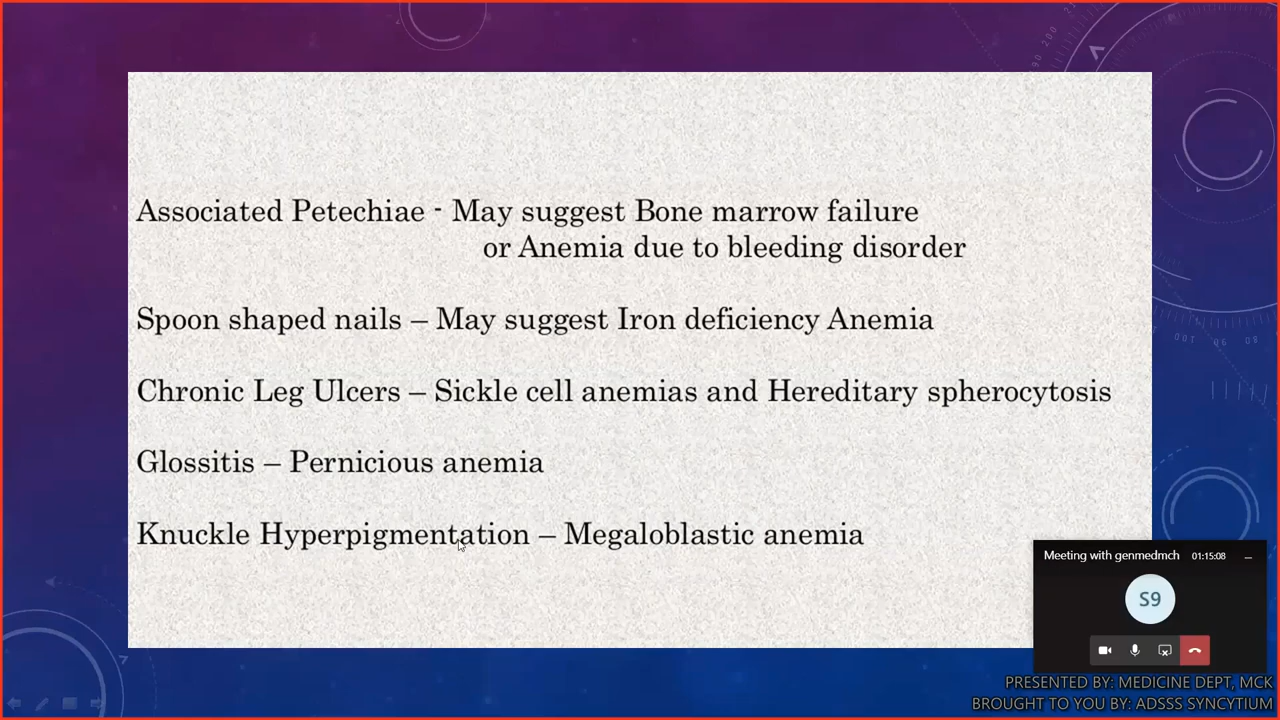 Associated Petechiae - May suggest Bone marrow failure
or Anemia due to bleeding disorder
Spoon shaped nails – May suggest Iron deficiency Anemia
Chronic Leg Ulcers – Sickle cell anemias and Hereditary spherocytosis
Glossitis – Pernicious anemia
Knuckle Hyperpigmentation – Megaloblastic anemia
Meeting with genmedmch 01:15:08
S9
PRESENTED BY: MEDICINE DEPT, MCK
BROUGHT TO YOU BY: ADSSS SYNCYTIUM